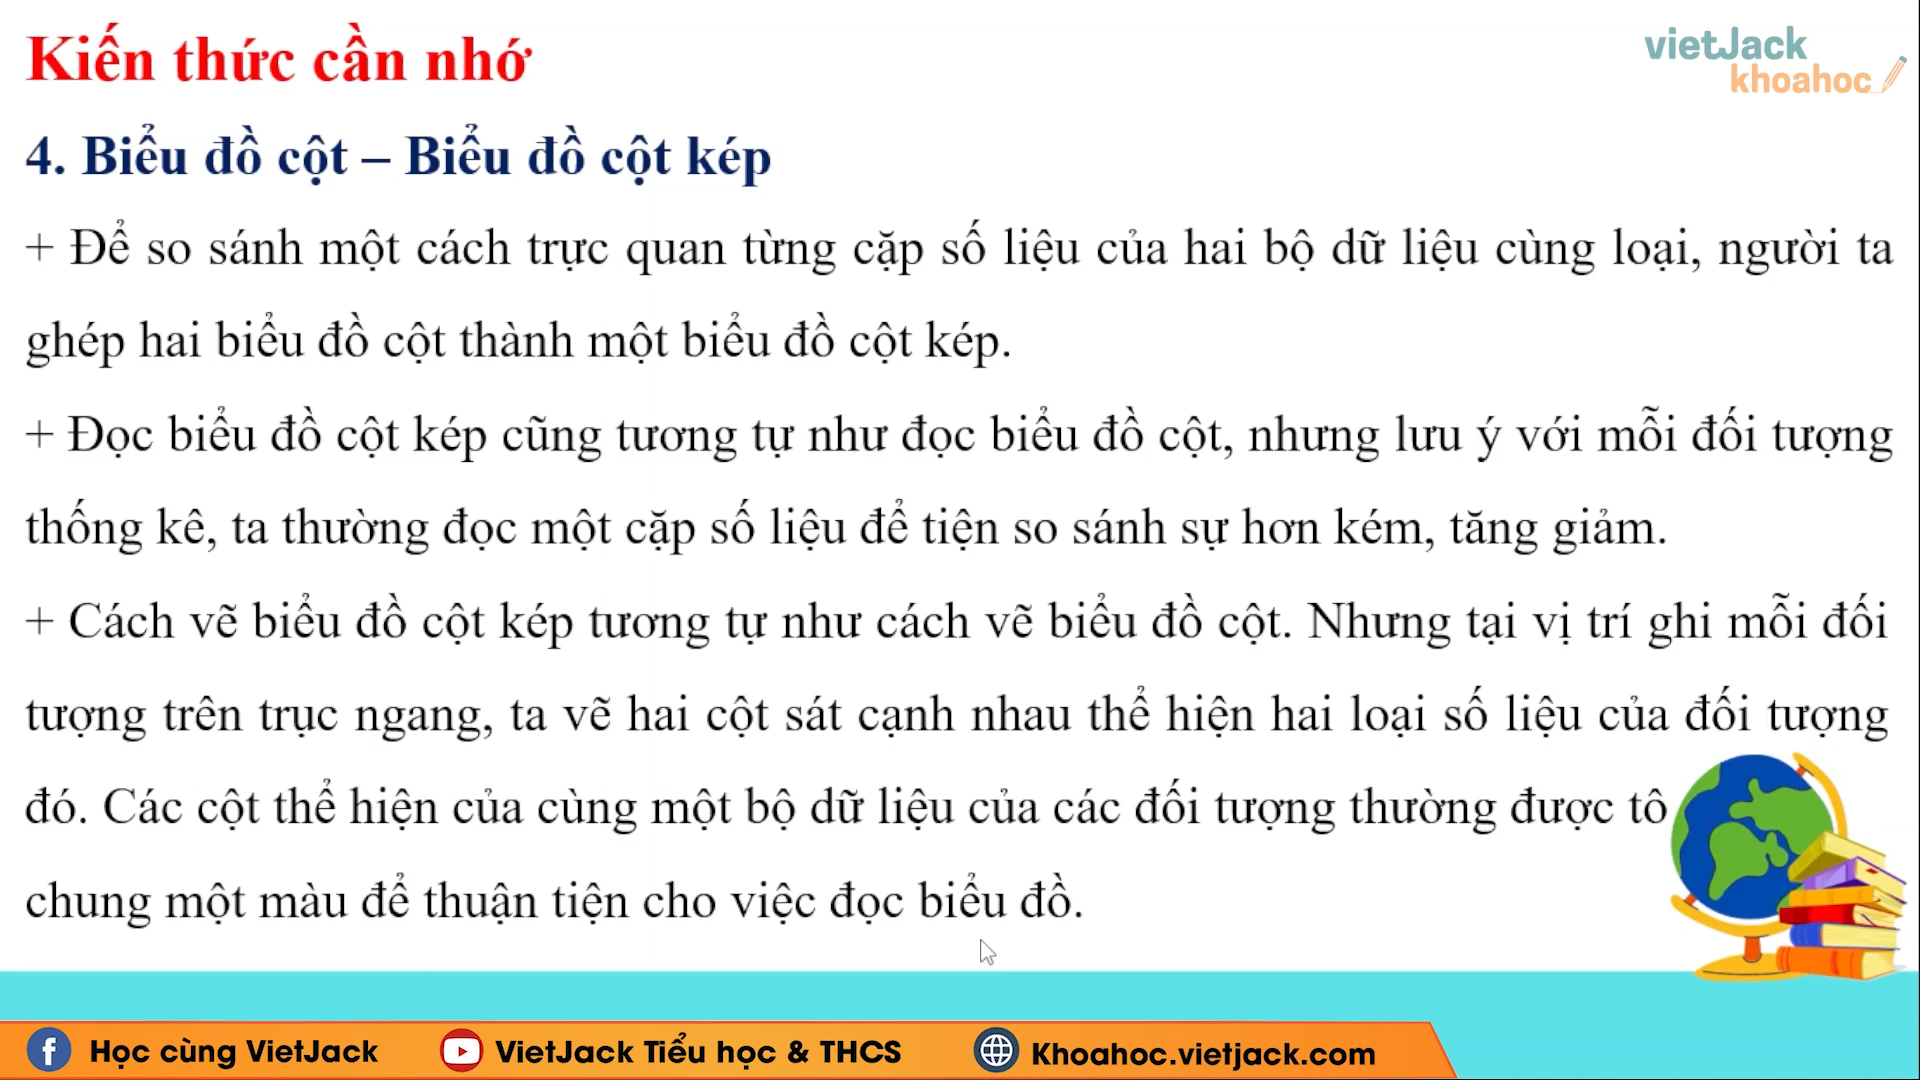 Kiến thức cần nhớ
vietJack
khoahoc
4. Biểu đồ cột – Biểu đồ cột kép
+ Để so sánh một cách trực quan từng cặp số liệu của hai bộ dữ liệu cùng loại, người ta
ghép hai biểu đồ cột thành một biểu đồ cột kép.
+ Đọc biểu đồ cột kép cũng tương tự như đọc biểu đồ cột, nhưng lưu ý với mỗi đối tượng
thống kê, ta thường đọc một cặp số liệu để tiện so sánh sự hơn kém, tăng giảm.
+ Cách vẽ biểu đồ cột kép tương tự như cách vẽ biểu đồ cột. Nhưng tại vị trí ghi mỗi đối
tượng trên trục ngang, ta vẽ hai cột sát cạnh nhau thể hiện hai loại số liệu của đối tượng
đó. Các cột thể hiện của cùng một bộ dữ liệu của các đối tượng thường được tô
chung một màu để thuận tiện cho việc đọc biểu đồ.
Học cùng VietJack
VietJack Tiểu học & THCS
Khoahoc.vietjack.com